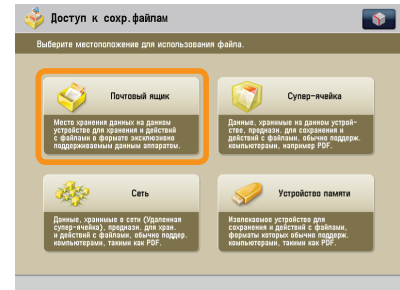 Доступ к сохр.файлам
Выберите местоположение для использования файла.
Почтовый ящик
Место хранения данных на данном
устройстве для хранения и действий
с файлами в формате эксклюзивно
поддерживаемым данным аппаратом.
Супер-ячейка
Данные, хранимые на данном устрой-
стве, предназн. для сохранения и
действий с файлами, обычно поддерж.
компьютерами, например PDF.
Сеть
Данные, хранимые в сети (Удаленная
супер-ячейка), предназн. для хран.
и действий с файлами, обычно поддер.
компьютерами, такими как PDF.
Устройство памяти
Извлекаемое устройство для
сохранения и действий с файлами,
форматы которых обычно поддерж.
компьютерами, такими как PDF.